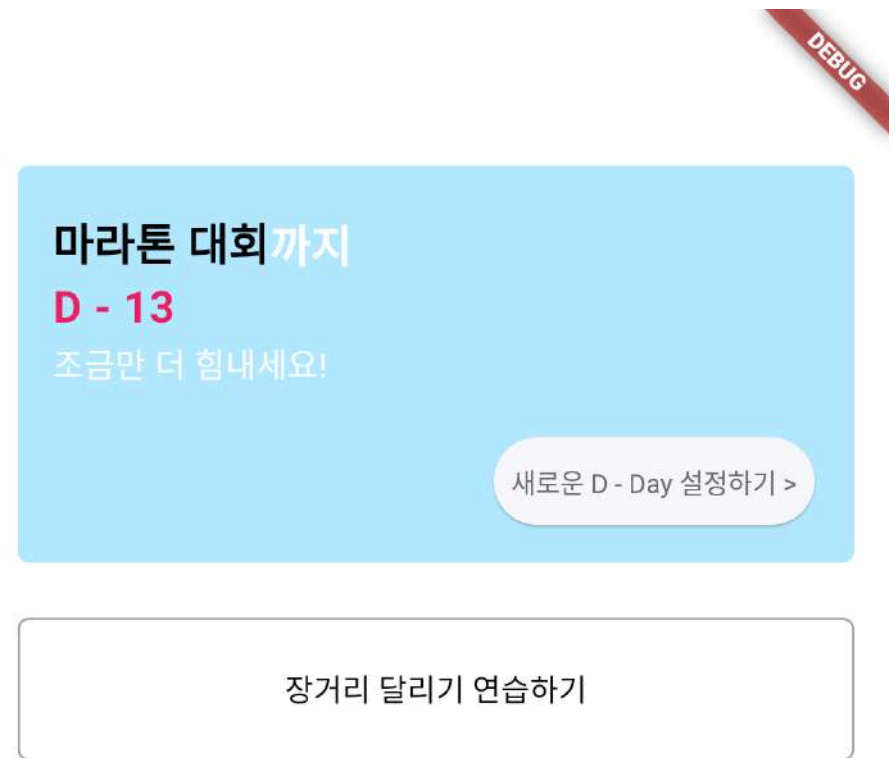 DEBUG
마라톤 대회까지
D - 13
조금만 더 힘내세요!
새로운 D - Day 설정하기 >
장거리 달리기 연습하기